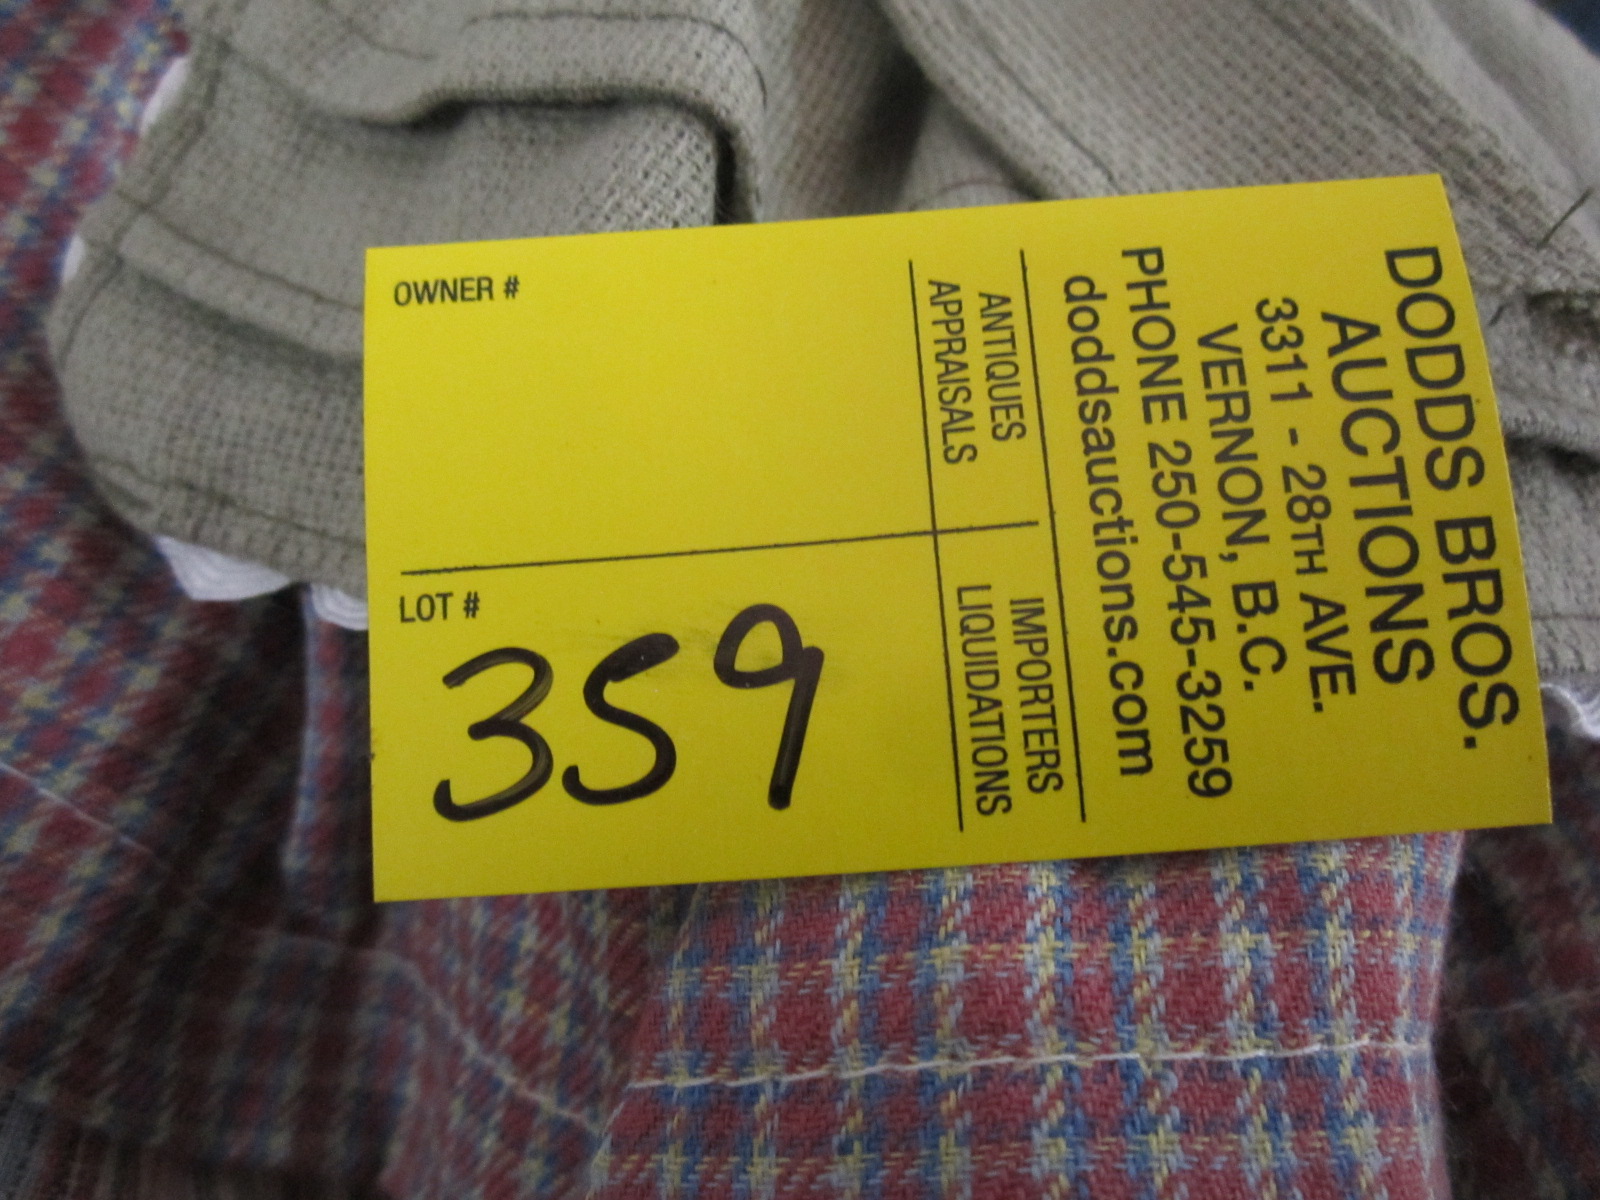 DODDS BROS.
AUCTIONS
3311 - 28TH AVE.
VERNON, B.C.
PHONE 250-545-3259
doddsauctions.com
ANTIQUES
APPRAISALS
IMPORTERS
LIQUIDATIONS
OWNER #
LOT #
359